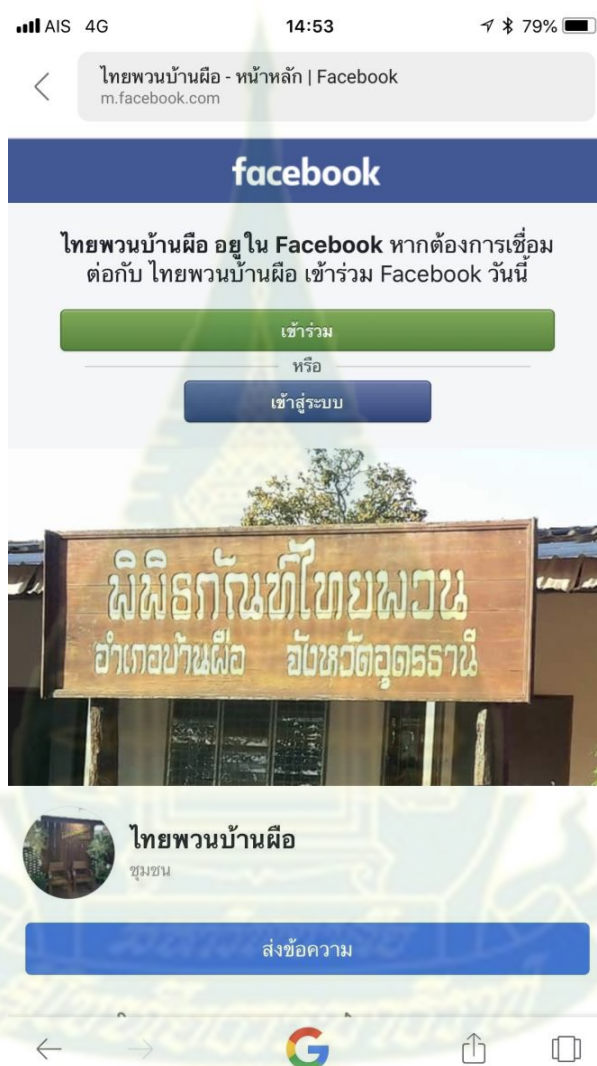 AIS 4G 14:53 79%
ไทยพวนบ้านผือ - หน้าหลัก | Facebook
m.facebook.com
facebook
ไทยพวนบ้านผือ อยู่ใน Facebook หากต้องการเชื่อม
ต่อกับ ไทยพวนบ้านผือ เข้าร่วม Facebook วันนี้
เข้าร่วม
หรือ
เข้าสู่ระบบ
พิพิธภัณฑ์ไทยพวน
อำเภอบ้านผือ จังหวัดอุดรธานี
ไทยพวนบ้านผือ
ชุมชน
ส่งข้อความ